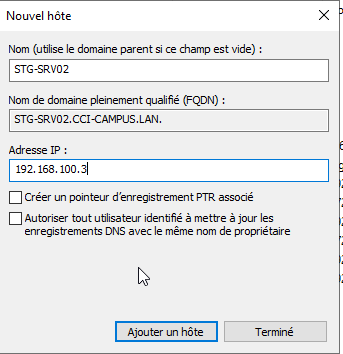 Nouvel hôte
Nom (utilise le domaine parent si ce champ est vide) :
STG-SRV02
Nom de domaine pleinement qualifié (FQDN) :
STG-SRV02.CCI-CAMPUS.LAN.
Adresse IP :
192.168.100.3
Créer un pointeur d'enregistrement PTR associé
Autoriser tout utilisateur identifié à mettre à jour les
enregistrements DNS avec le même nom de propriétaire
Ajouter un hôte
Terminé